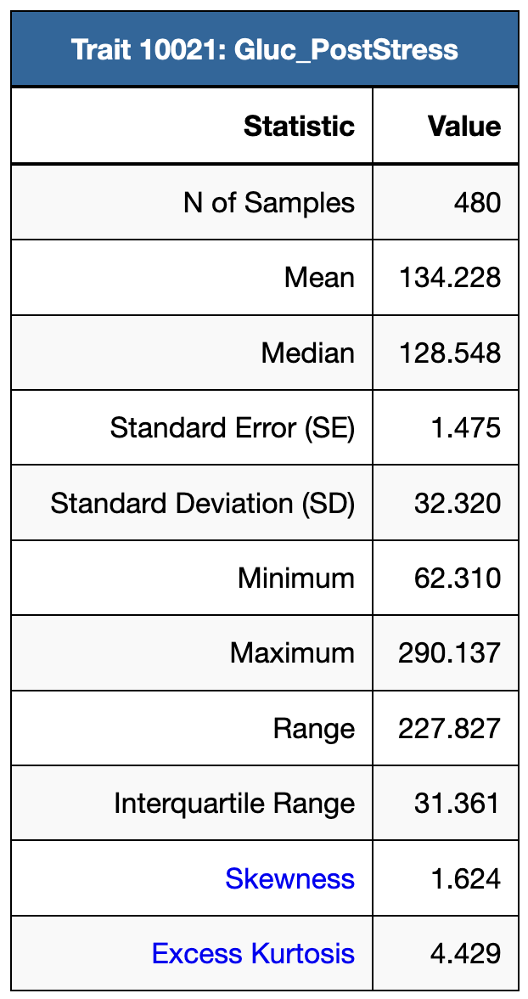 Trait 10021: Gluc_PostStress
Statistic Value
N of Samples 480
Mean 134.228
Median 128.548
Standard Error (SE) 1.475
Standard Deviation (SD) 32.320
Minimum 62.310
Maximum 290.137
Range 227.827
Interquartile Range 31.361
Skewness 1.624
Excess Kurtosis 4.429